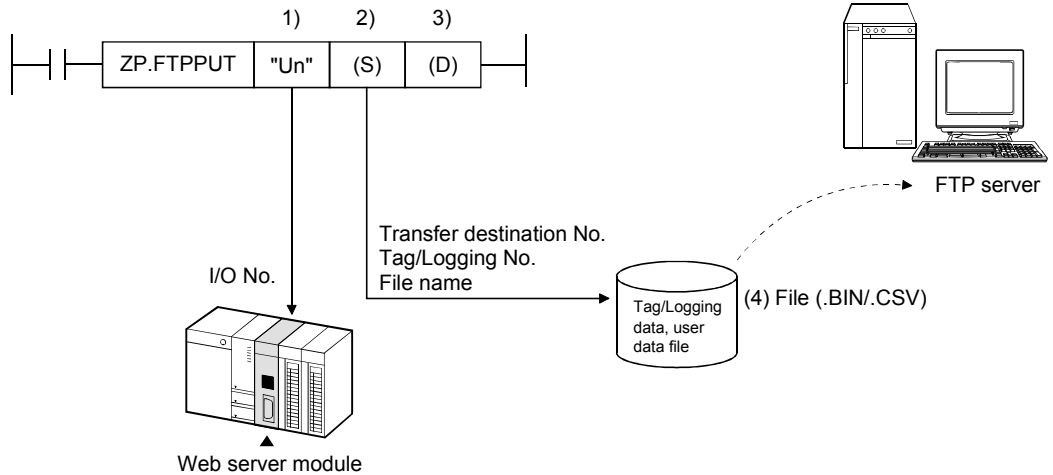 1) 2) 3)
ZP.FTPPUT "Un" (S) (D)
FTP server
Transfer destination No.
Tag/Logging No.
File name
I/O No.
Tag/Logging
data, user
data file
(4) File (.BIN/.CSV)
Web server module